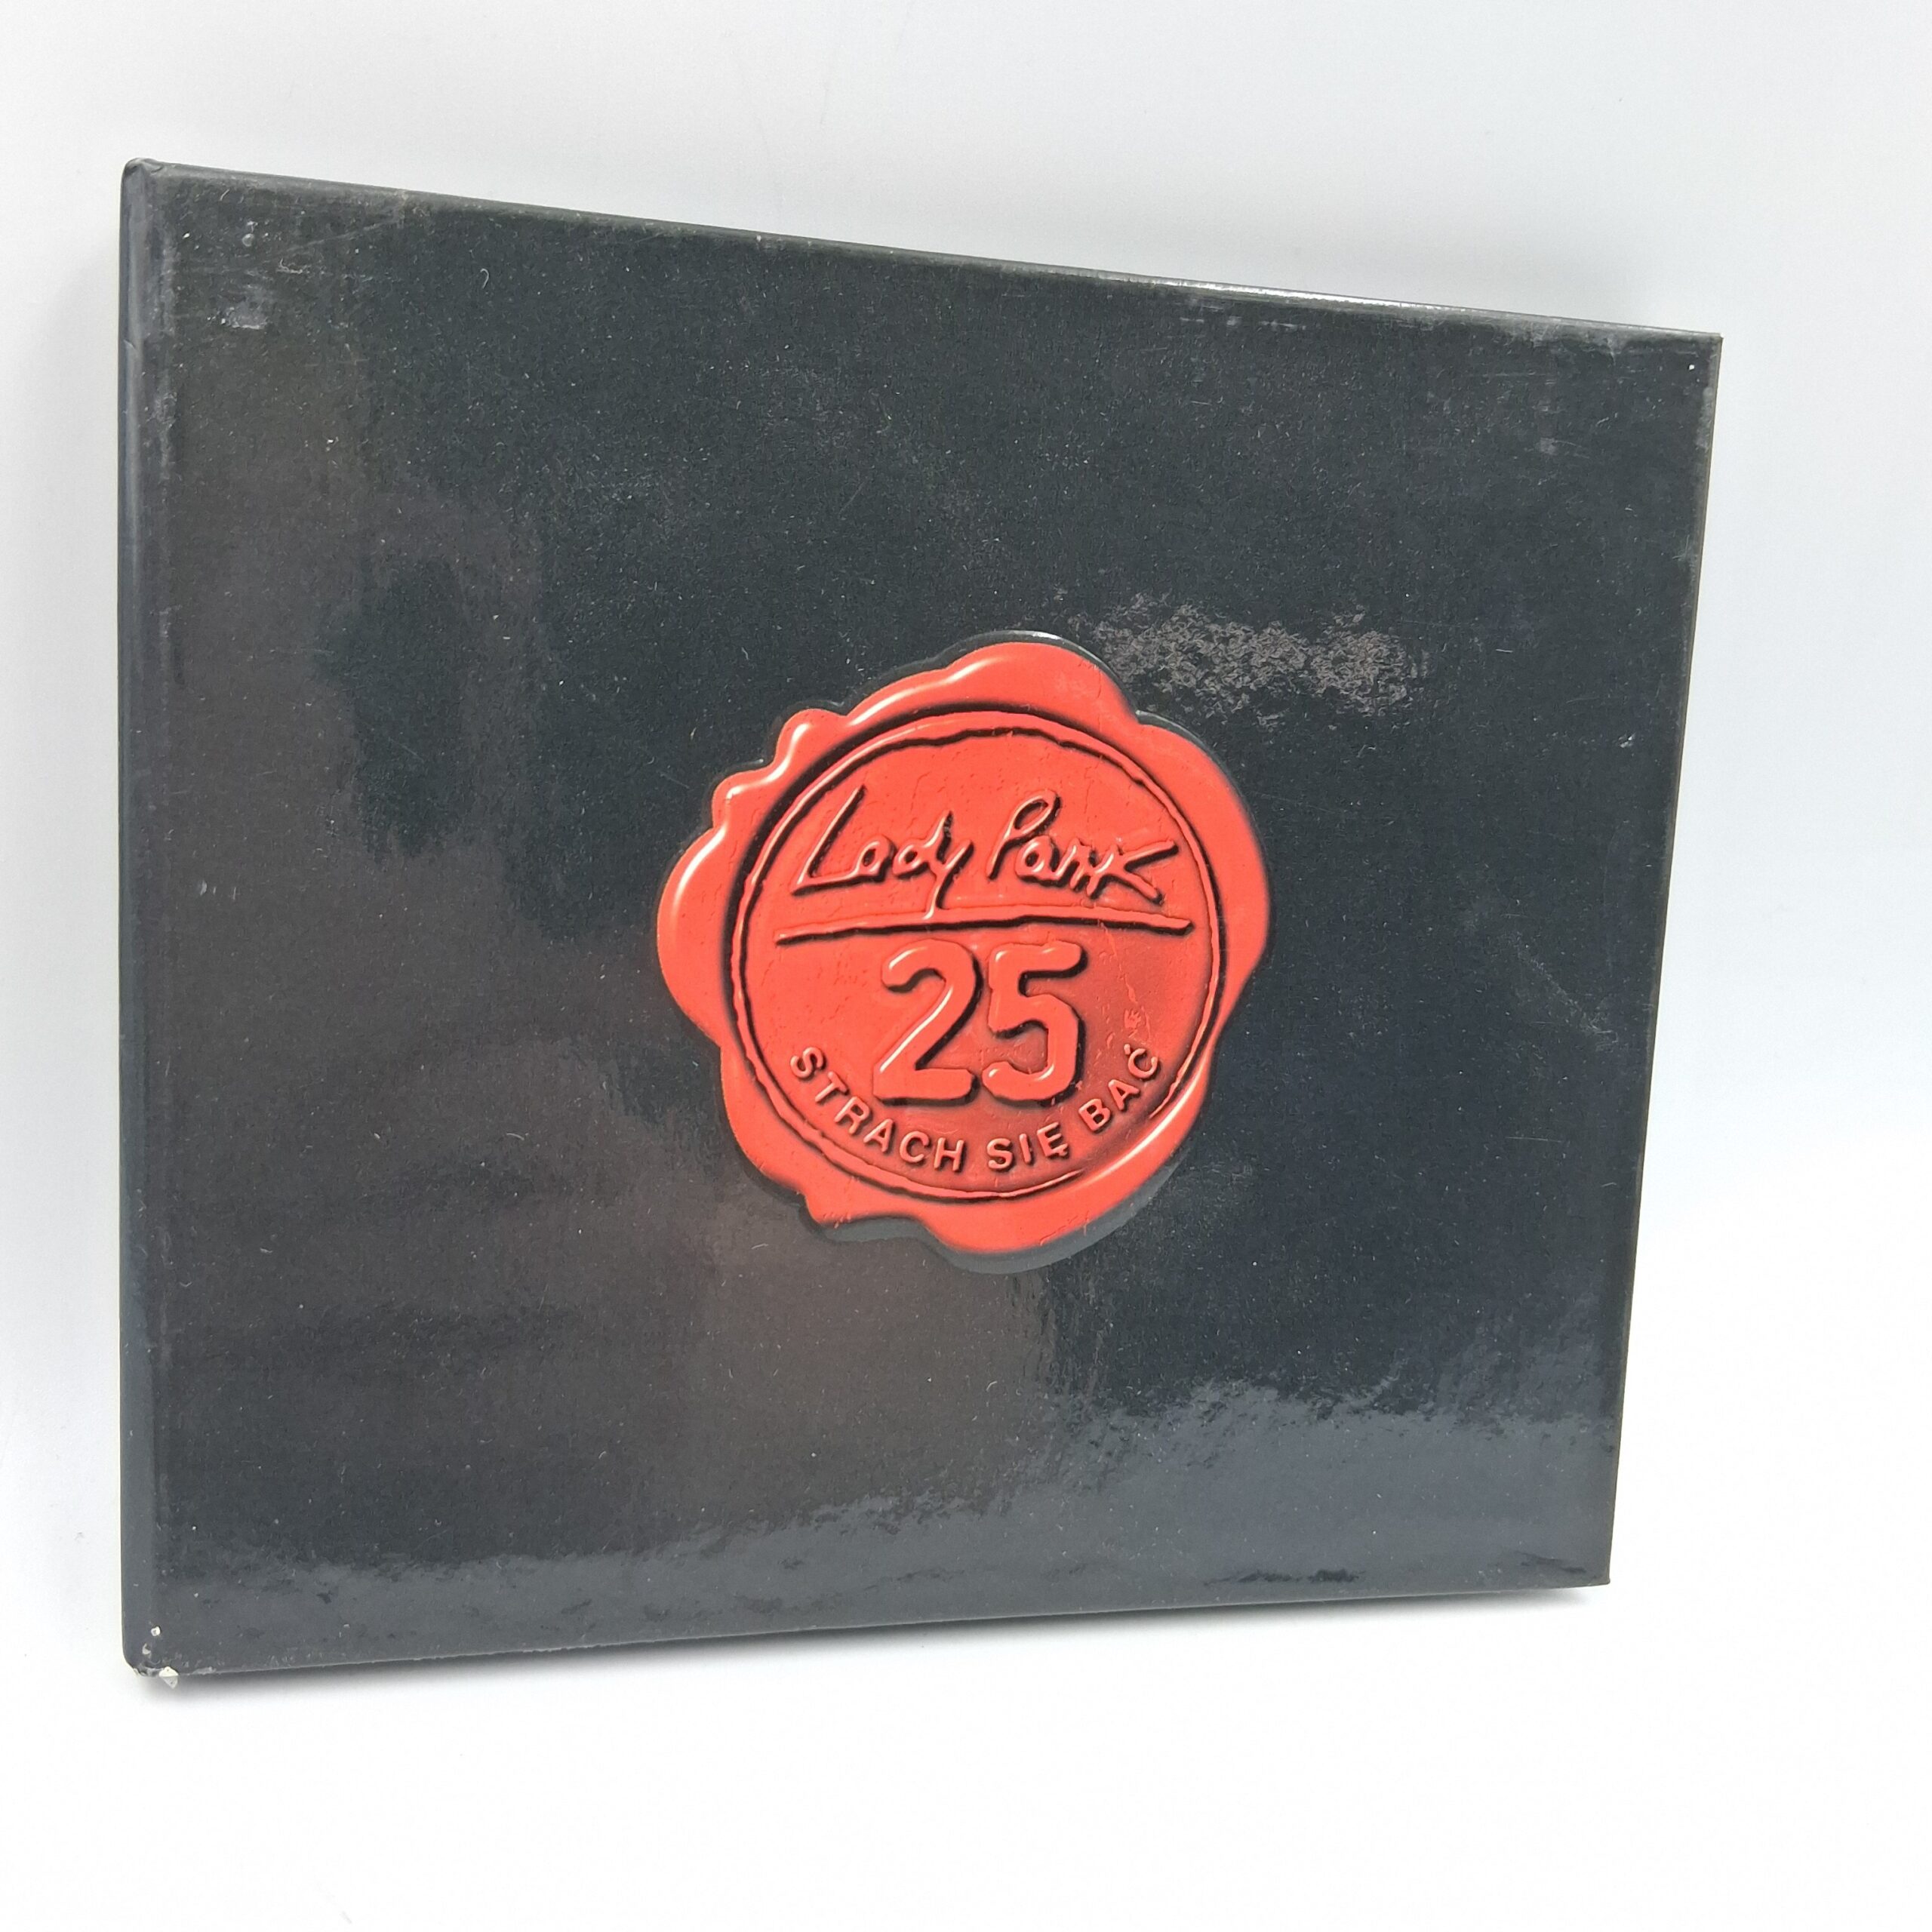 Lady Pank
25
STRACH SIĘ BAĆ